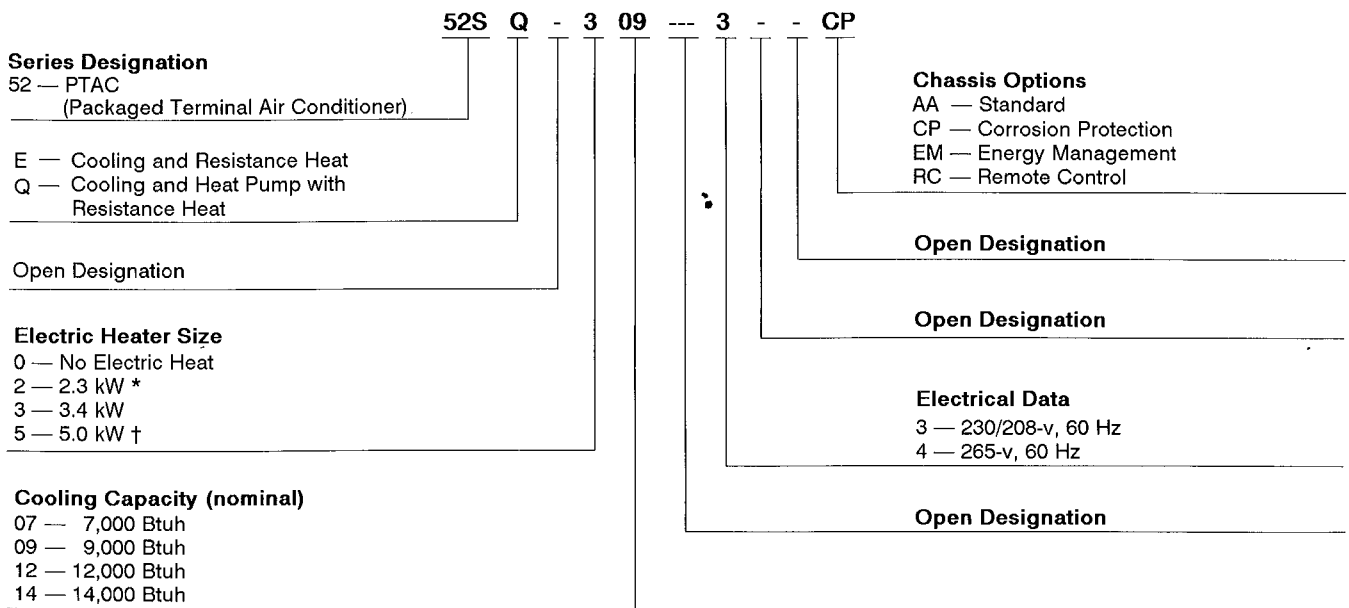 52S Q - 3 09 --- 3 - - CP
Series Designation
52 — PTAC
(Packaged Terminal Air Conditioner)
E — Cooling and Resistance Heat
Q — Cooling and Heat Pump with
Resistance Heat
Open Designation
Electric Heater Size
0 — No Electric Heat
2 — 2.3 kW *
3 — 3.4 kW
5 — 5.0 kW †
Cooling Capacity (nominal)
07 — 7,000 Btuh
09 — 9,000 Btuh
12 — 12,000 Btuh
14 — 14,000 Btuh
Chassis Options
AA — Standard
CP — Corrosion Protection
EM — Energy Management
RC — Remote Control
Open Designation
Open Designation
Electrical Data
3 — 230/208-v, 60 Hz
4 — 265-v, 60 Hz
Open Designation